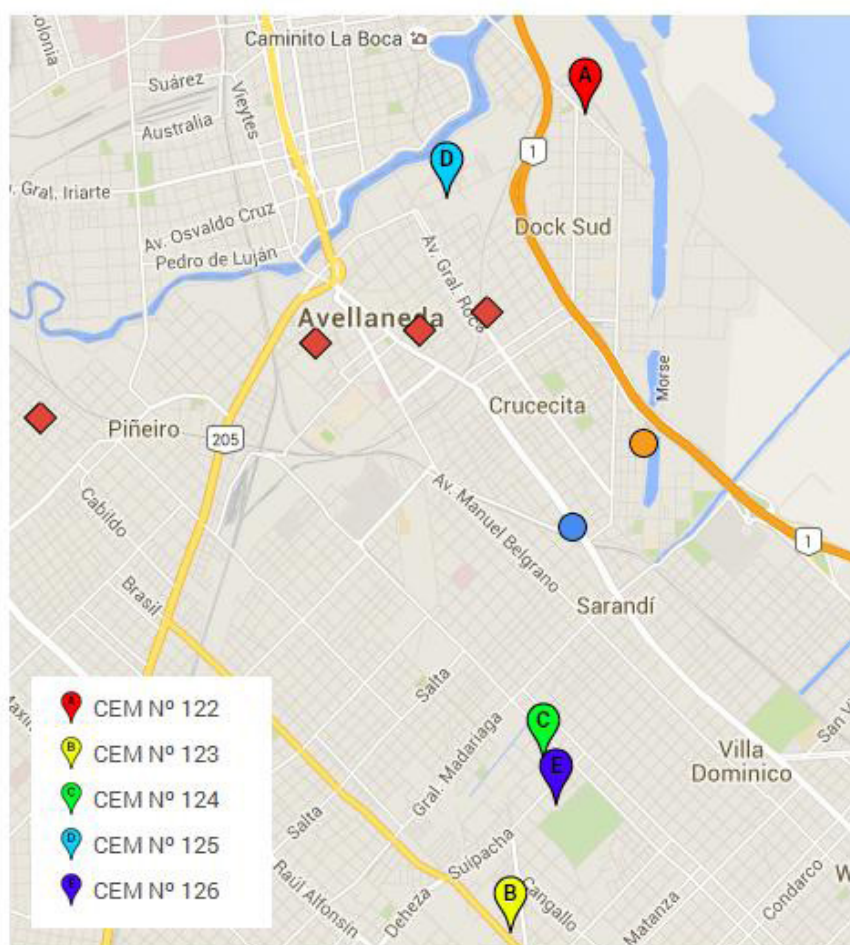 Colonia
Caminito La Boca
A
Suárez
Vieytes
Australia
D
1
Gral. Iriarte
Av. Osvaldo Cruz
Dock Sud
Pedro de Luján
Av. Gral. Roca
Avellaneda
Morse
Crucecita
Piñeiro
205
Cabildo
Av. Manuel Belgrano
1
Brasil
Sarandí
Salta
C
E
Gral. Madariaga
San Vi
Villa
Dominico
Salta
Suipacha
Raúl Alfonsín
Deheza
B
Cangallo
Matanza
Condarco
W
A CEM Nº 122
B CEM Nº 123
C CEM Nº 124
D CEM Nº 125
E CEM Nº 126